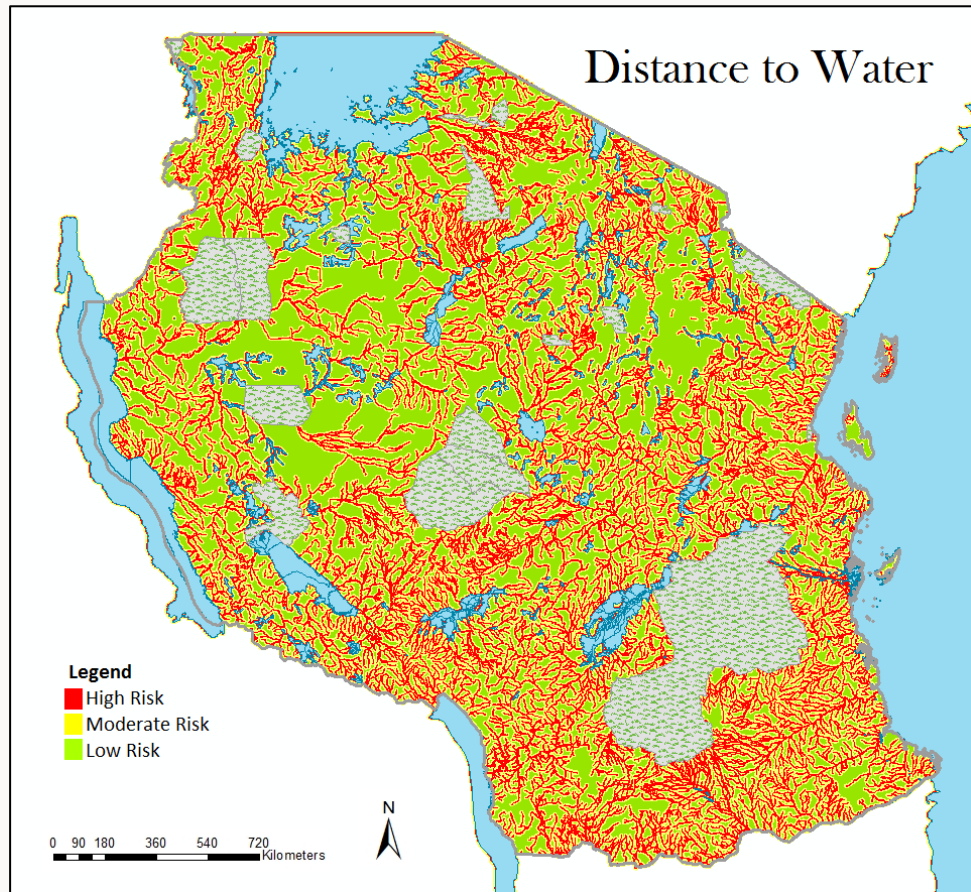 Distance to Water
Legend
High Risk
Moderate Risk
Low Risk
N
0 90 180 360 540 720
Kilometers